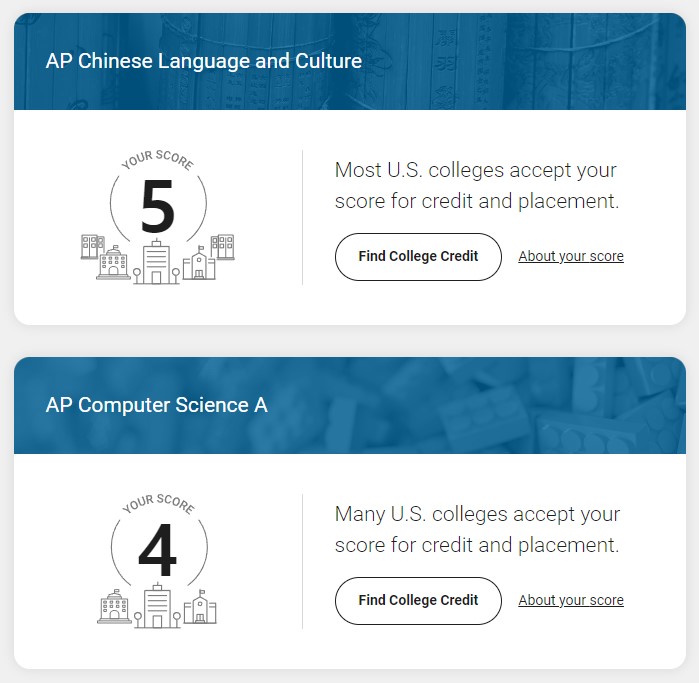 AP Chinese Language and Culture
YOUR SCORE
5
Most U.S. colleges accept your
score for credit and placement.
Find College Credit About your score
AP Computer Science A
YOUR SCORE
4
Many U.S. colleges accept your
score for credit and placement.
Find College Credit About your score